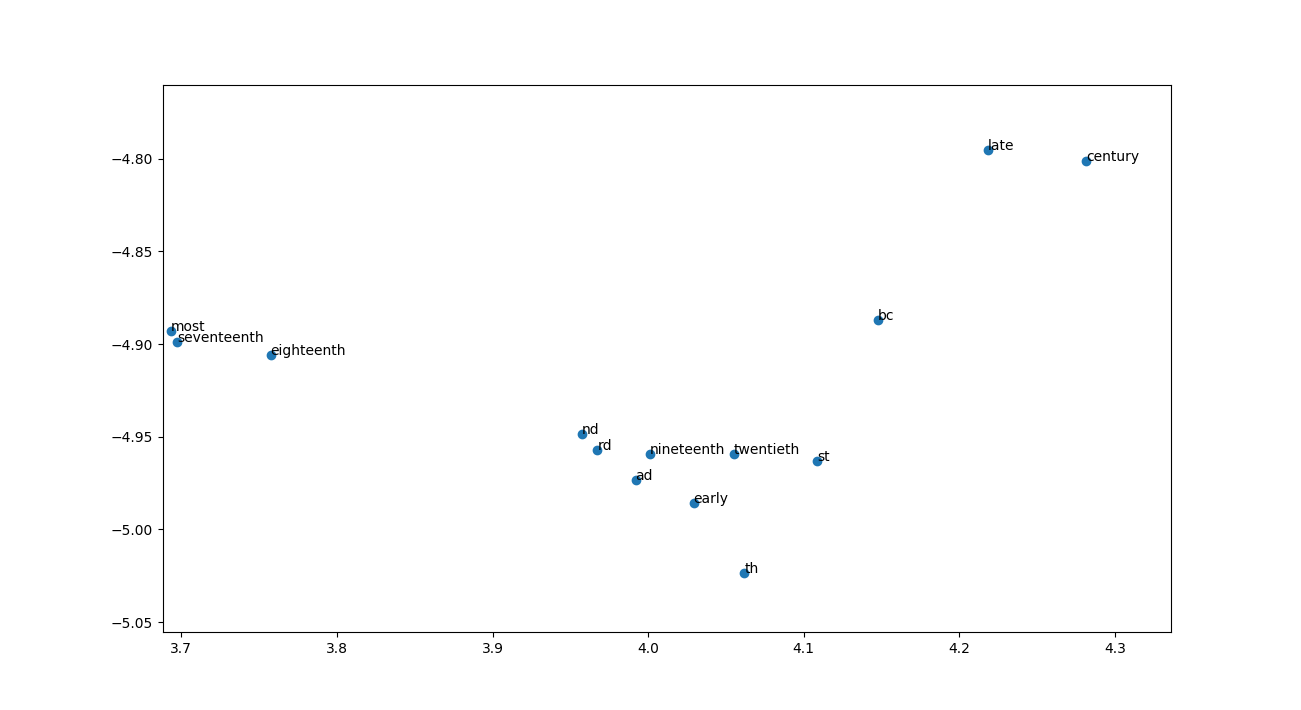 late
century
−4.80
−4.85
bc
most
seventeenth
−4.90
eighteenth
nd
−4.95
rd
nineteenth
twentieth
st
ad
early
−5.00
th
−5.05
3.7 3.8 3.9 4.0 4.1 4.2 4.3